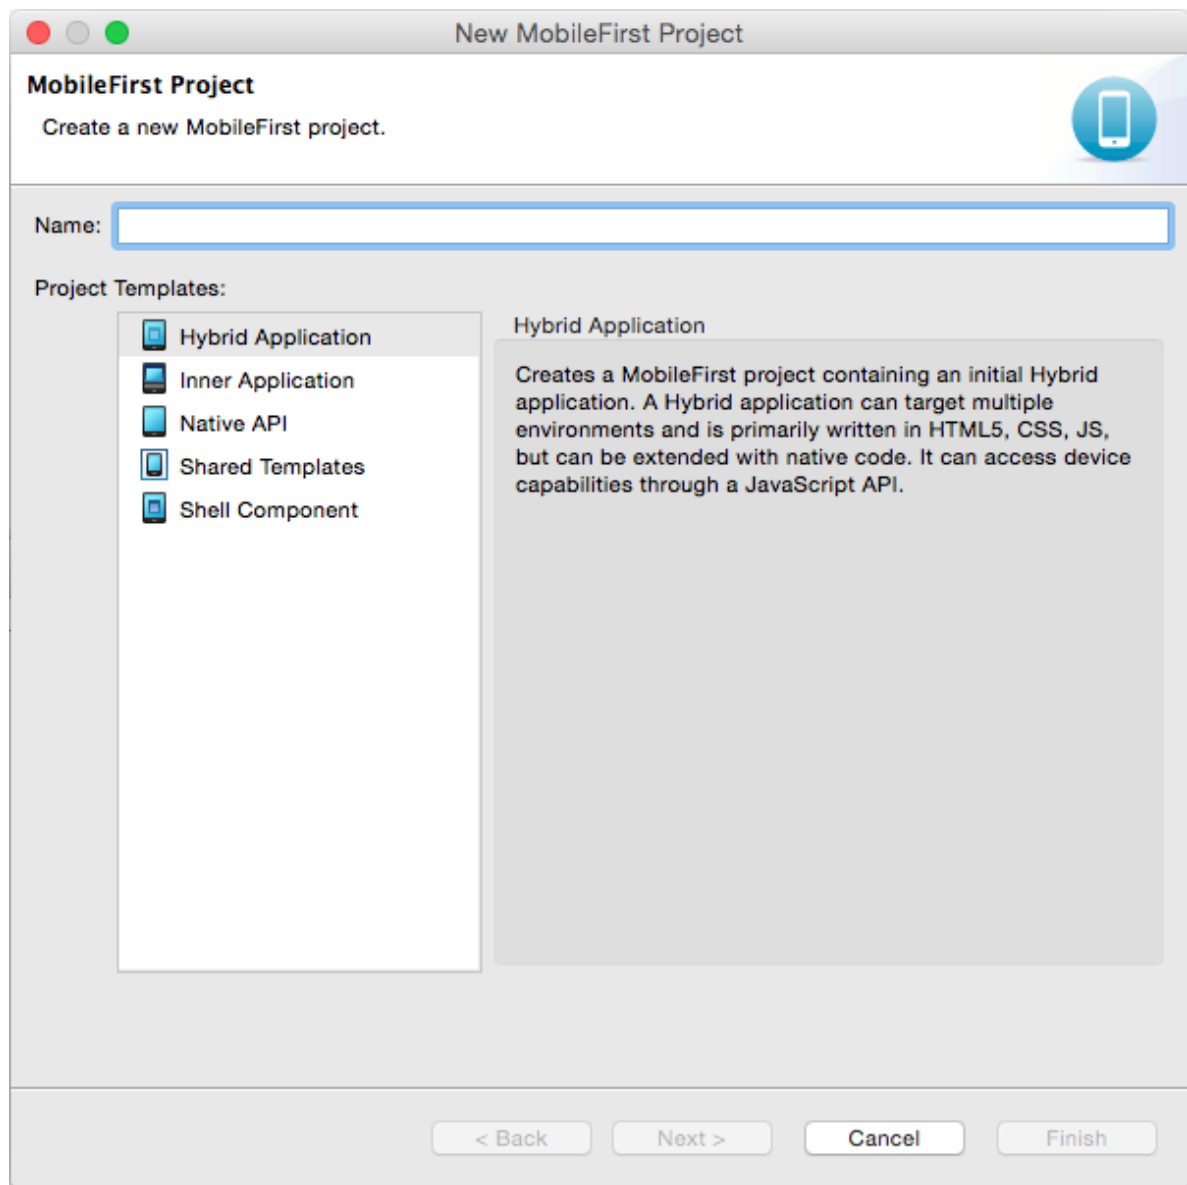 New MobileFirst Project
MobileFirst Project
Create a new MobileFirst project.
Name:
Project Templates:
Hybrid Application
Inner Application
Native API
Shared Templates
Shell Component
Hybrid Application
Creates a MobileFirst project containing an initial Hybrid
application. A Hybrid application can target multiple
environments and is primarily written in HTML5, CSS, JS,
but can be extended with native code. It can access device
capabilities through a JavaScript API.
< Back
Next >
Cancel
Finish